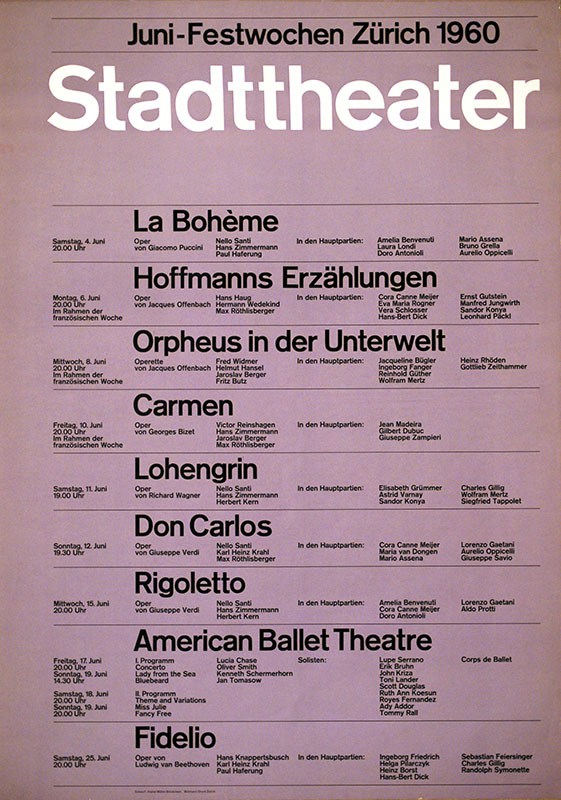 Juni-Festwochen Zürich 1960
Stadttheater
La Bohème
Samstag, 4. Juni
20.00 Uhr
Oper
von Giacomo Puccini
Nello Santi
Hans Zimmermann
Paul Haferung
In den Hauptpartien:
Amelia Benvenuti
Laura Londi
Doro Antonioli
Mario Assena
Bruno Grella
Aurelio Oppicelli
Hoffmanns Erzählungen
Montag, 6. Juni
20.00 Uhr
Im Rahmen der
französischen Woche
Oper
von Jacques Offenbach
Hans Haug
Hermann Wedekind
Max Röthlisberger
In den Hauptpartien:
Cora Canne Meijer
Eva Maria Rogner
Vera Schlosser
Hans-Bert Dick
Ernst Gutstein
Manfred Jungwirth
Sandor Konya
Leonhard Päckl
Orpheus in der Unterwelt
Mittwoch, 8. Juni
20.00 Uhr
Im Rahmen der
französischen Woche
Operette
von Jacques Offenbach
Fred Widmer
Helmut Hansel
Jaroslav Berger
Fritz Butz
In den Hauptpartien:
Jacqueline Bügler
Ingeborg Fanger
Reinhold Güther
Wolfram Mertz
Heinz Rhöden
Gottlieb Zeithammer
Carmen
Freitag, 10. Juni
20.00 Uhr
Im Rahmen der
französischen Woche
Oper
von Georges Bizet
Victor Reinshagen
Hans Zimmermann
Jaroslav Berger
Max Röthlisberger
In den Hauptpartien:
Jean Madeira
Gilbert Dubuc
Giuseppe Zampieri
Lohengrin
Samstag, 11. Juni
19.00 Uhr
Oper
von Richard Wagner
Nello Santi
Hans Zimmermann
Herbert Kern
In den Hauptpartien:
Elisabeth Grümmer
Astrid Varnay
Sandor Konya
Charles Gillig
Wolfram Mertz
Siegfried Tappolet
Don Carlos
Sonntag, 12. Juni
19.30 Uhr
Oper
von Giuseppe Verdi
Nello Santi
Karl Heinz Krahl
Max Röthlisberger
In den Hauptpartien:
Cora Canne Meijer
Maria van Dongen
Mario Assena
Lorenzo Gaetani
Aurelio Oppicelli
Giuseppe Savio
Rigoletto
Mittwoch, 15. Juni
20.00 Uhr
Oper
von Giuseppe Verdi
Nello Santi
Hans Zimmermann
Herbert Kern
In den Hauptpartien:
Amelia Benvenuti
Cora Canne Meijer
Doro Antonioli
Lorenzo Gaetani
Aldo Protti
American Ballet Theatre
Freitag, 17. Juni
20.00 Uhr
Sonntag, 19. Juni
14.30 Uhr
I. Programm
Concerto
Lady from the Sea
Bluebeard
Lucia Chase
Oliver Smith
Kenneth Schermerhorn
Jan Tomasow
Solisten:
Lupe Serrano
Erik Bruhn
John Kriza
Toni Lander
Scott Douglas
Ruth Ann Koesun
Royes Fernandez
Ady Addor
Tommy Rall
Corps de Ballet
Samstag, 18. Juni
20.00 Uhr
Sonntag, 19. Juni
20.00 Uhr
II. Programm
Theme and Variations
Miss Julie
Fancy Free
Fidelio
Samstag, 25. Juni
20.00 Uhr
Oper von
Ludwig van Beethoven
Hans Knappertsbusch
Karl Heinz Krahl
Paul Haferung
In den Hauptpartien:
Ingeborg Friedrich
Helga Pilarczyk
Heinz Borst
Hans-Bert Dick
Sebastian Feiersinger
Charles Gillig
Randolph Symonette